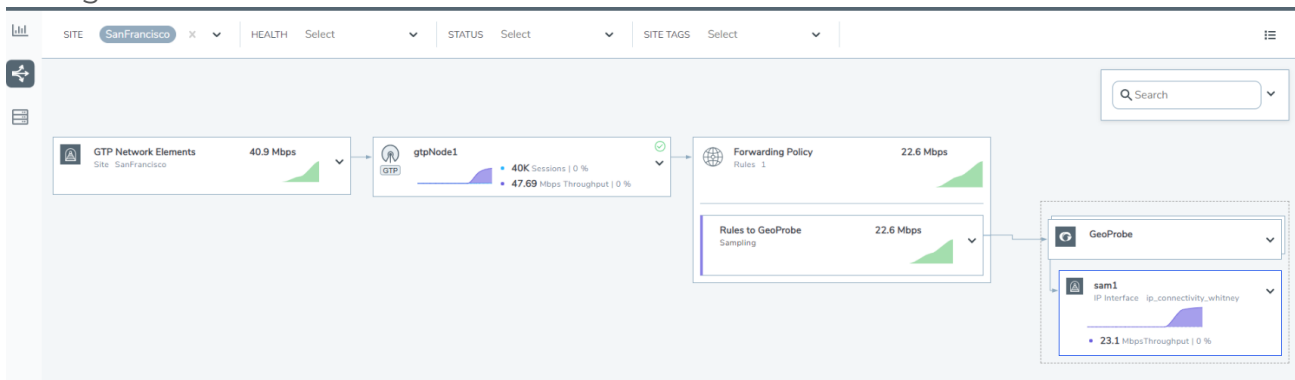 SITE SanFrancisco X HEALTH Select STATUS Select SITE TAGS Select
Search
GTP Network Elements 40.9 Mbps
Site SanFrancisco
gtpNode1
GTP
40K Sessions | 0 %
47.69 Mbps Throughput | 0 %
Forwarding Policy 22.6 Mbps
Rules 1
Rules to GeoProbe 22.6 Mbps
Sampling
G
GeoProbe
sam1
IP Interface ip_connectivity_whitney
23.1 MbpsThroughput | 0 %